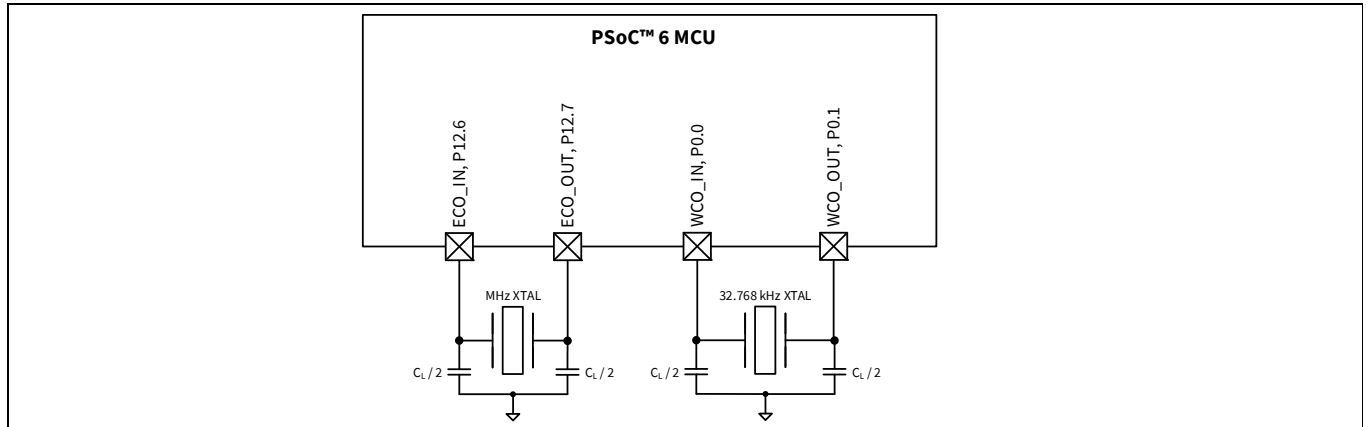 PSoC™ 6 MCU
ECO_IN, P12.6
ECO_OUT, P12.7
WCO_IN, P0.0
WCO_OUT, P0.1
MHz XTAL
32.768 kHz XTAL
CL / 2
CL / 2
CL / 2
CL / 2